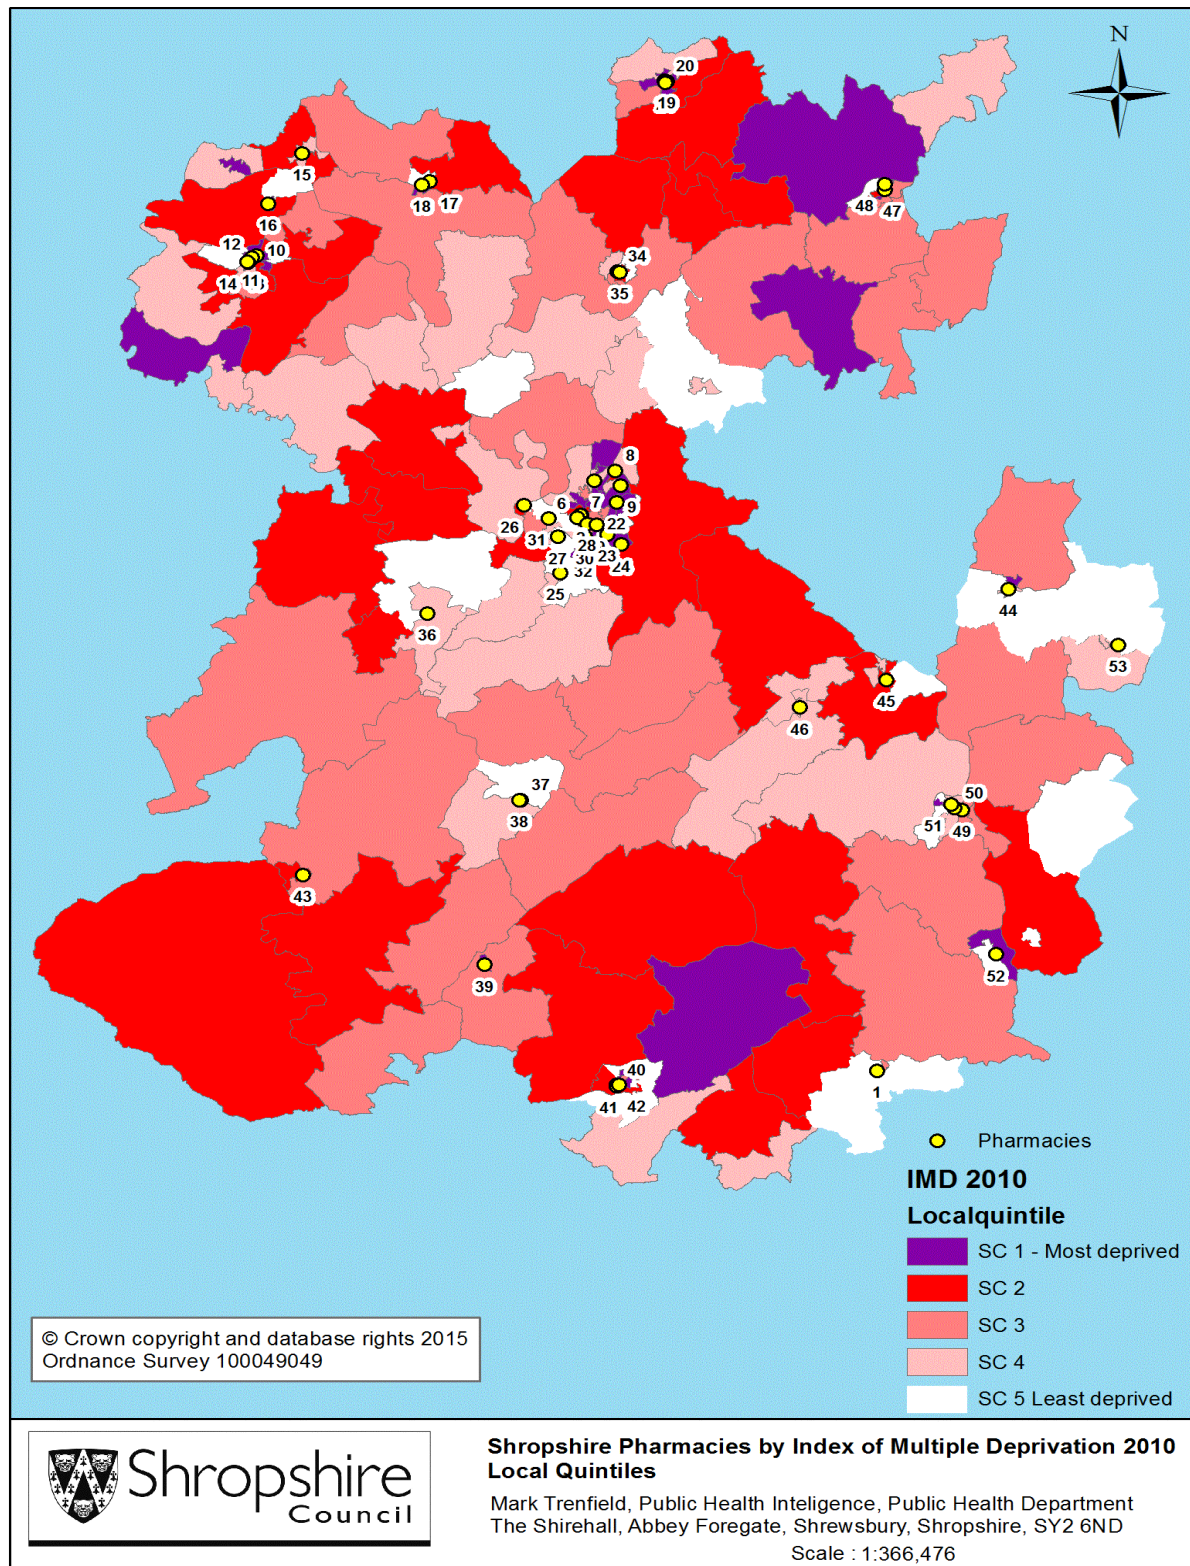 N
20
19
15
18
17
48
47
16
12
10
14
11
34
35
8
7
6
9
26
22
31
28
27
30
23
24
32
25
36
44
53
45
46
37
38
50
51
49
43
39
52
40
41
42
1
Pharmacies
IMD 2010
Localquintile
SC 1 - Most deprived
SC 2
SC 3
SC 4
SC 5 Least deprived
© Crown copyright and database rights 2015
Ordnance Survey 100049049
Shropshire
Council
Shropshire Pharmacies by Index of Multiple Deprivation 2010
Local Quintiles
Mark Trenfield, Public Health Inteligence, Public Health Department
The Shirehall, Abbey Foregate, Shrewsbury, Shropshire, SY2 6ND
Scale : 1:366,476